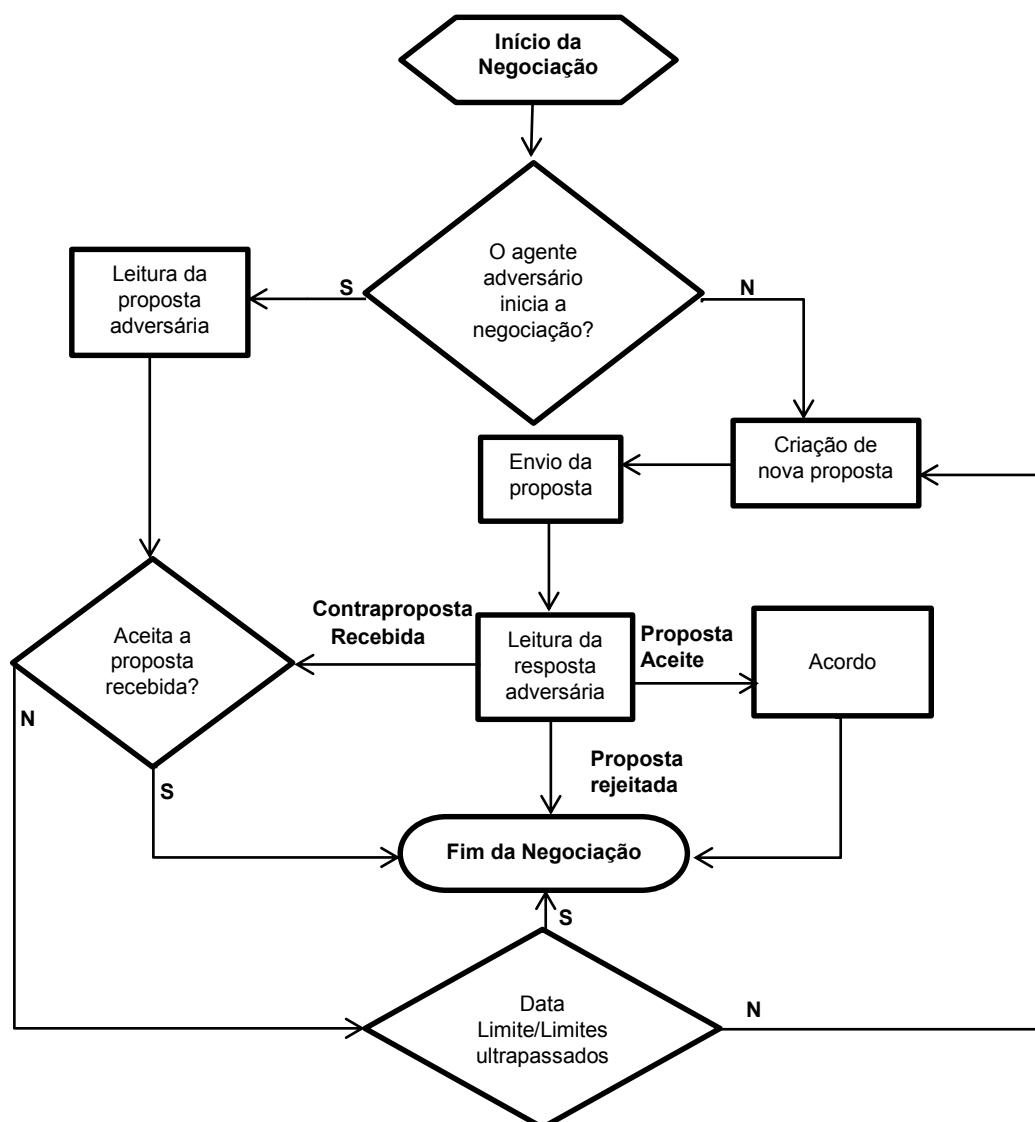 Início da
Negociação
O agente
adversário
inicia a
negociação?
S
N
Leitura da
proposta
adversária
Criação de
nova proposta
Envio da
proposta
Contraproposta
Recebida
Leitura da
resposta
adversária
Proposta
Aceite
Acordo
Aceita a
proposta
recebida?
N
S
Proposta
rejeitada
Fim da Negociação
S
Data
Limite/Limites
ultrapassados
N